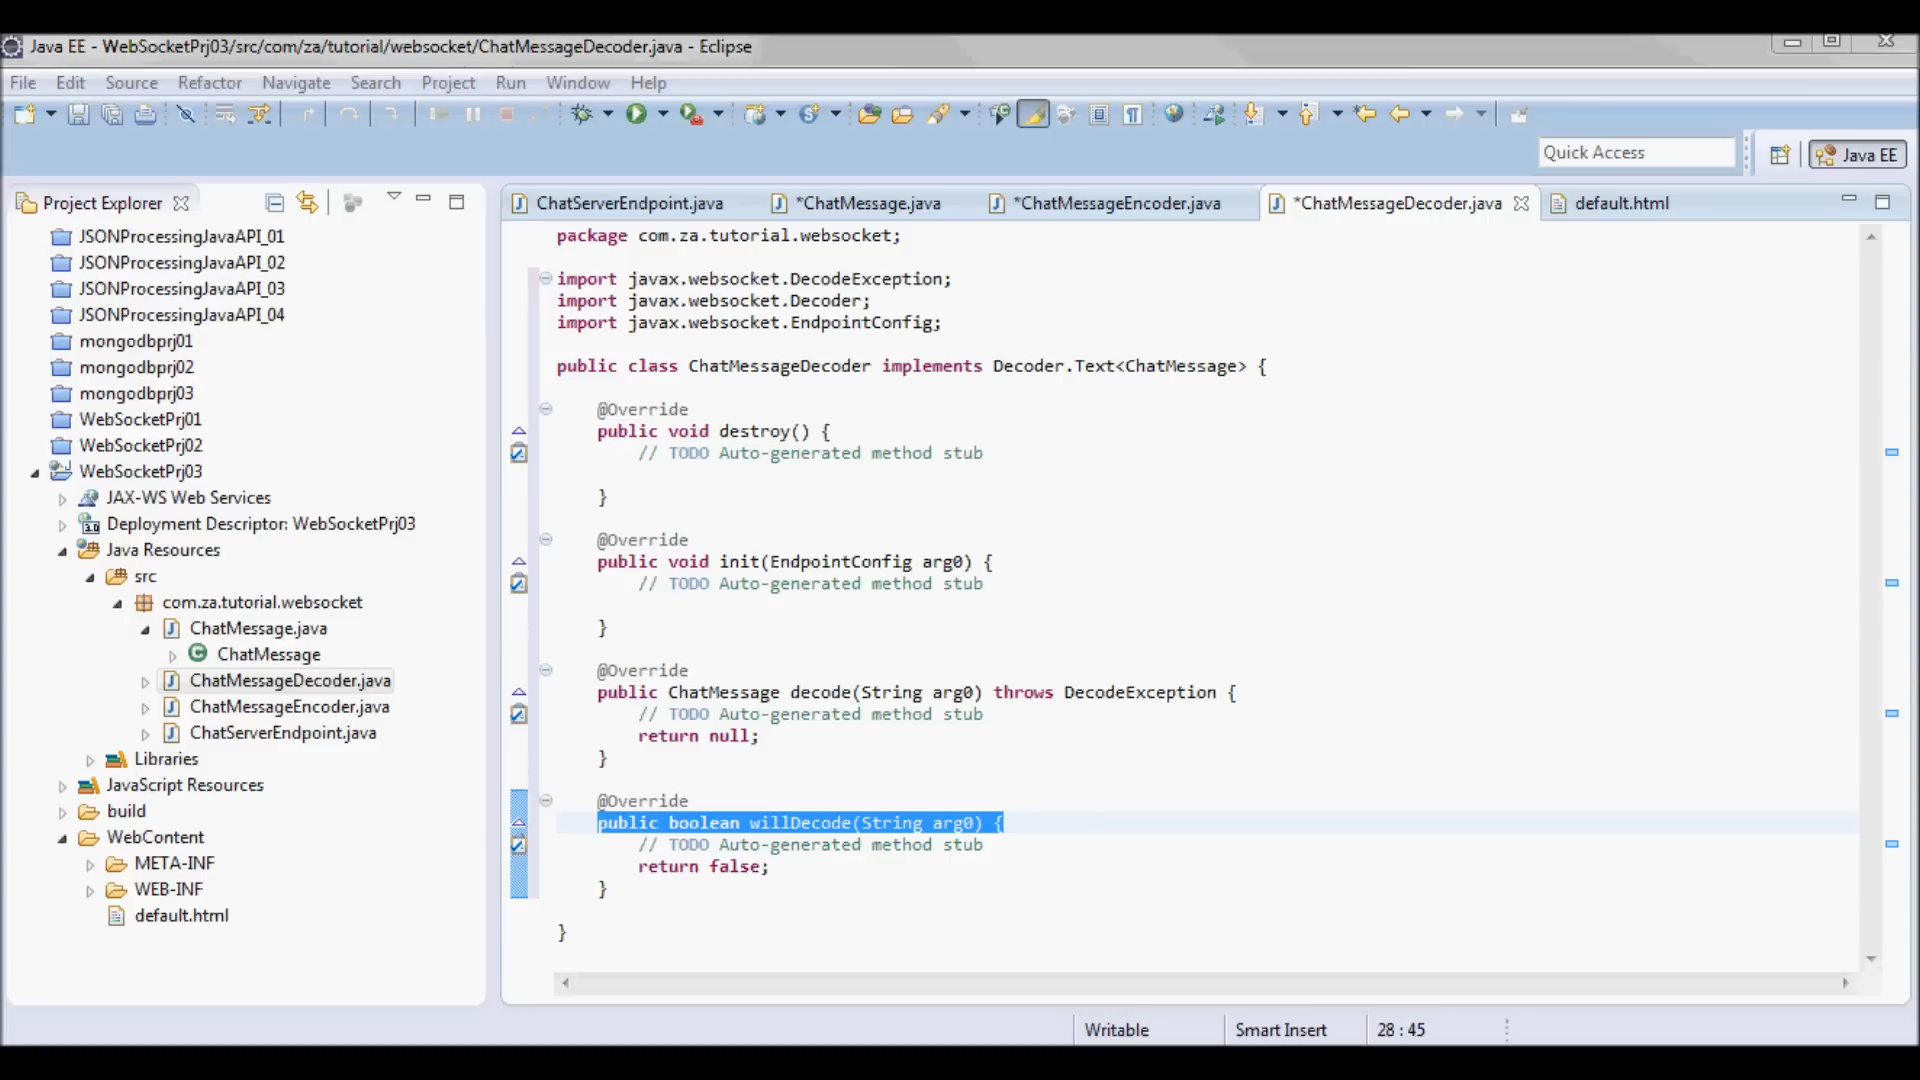 Java EE - WebSocketPrj03/src/com/za/tutorial/websocket/ChatMessageDecoder.java - Eclipse
File Edit Source Refactor Navigate Search Project Run Window Help
Quick Access
Java EE
Project Explorer
JSONProcessingJavaAPI_01
JSONProcessingJavaAPI_02
JSONProcessingJavaAPI_03
JSONProcessingJavaAPI_04
mongodbprj01
mongodbprj02
mongodbprj03
WebSocketPrj01
WebSocketPrj02
WebSocketPrj03
JAX-WS Web Services
Deployment Descriptor: WebSocketPrj03
Java Resources
src
com.za.tutorial.websocket
ChatMessage.java
ChatMessage
ChatMessageDecoder.java
ChatMessageEncoder.java
ChatServerEndpoint.java
Libraries
JavaScript Resources
build
WebContent
META-INF
WEB-INF
default.html
ChatServerEndpoint.java *ChatMessage.java *ChatMessageEncoder.java *ChatMessageDecoder.java default.html
package com.za.tutorial.websocket;
import javax.websocket.DecodeException;
import javax.websocket.Decoder;
import javax.websocket.EndpointConfig;
public class ChatMessageDecoder implements Decoder.Text<ChatMessage> {
@Override
public void destroy() {
// TODO Auto-generated method stub
}
@Override
public void init(EndpointConfig arg0) {
// TODO Auto-generated method stub
}
@Override
public ChatMessage decode(String arg0) throws DecodeException {
// TODO Auto-generated method stub
return null;
}
@Override
public boolean willDecode(String arg0) {
// TODO Auto-generated method stub
return false;
}
}
Writable Smart Insert 28 : 45